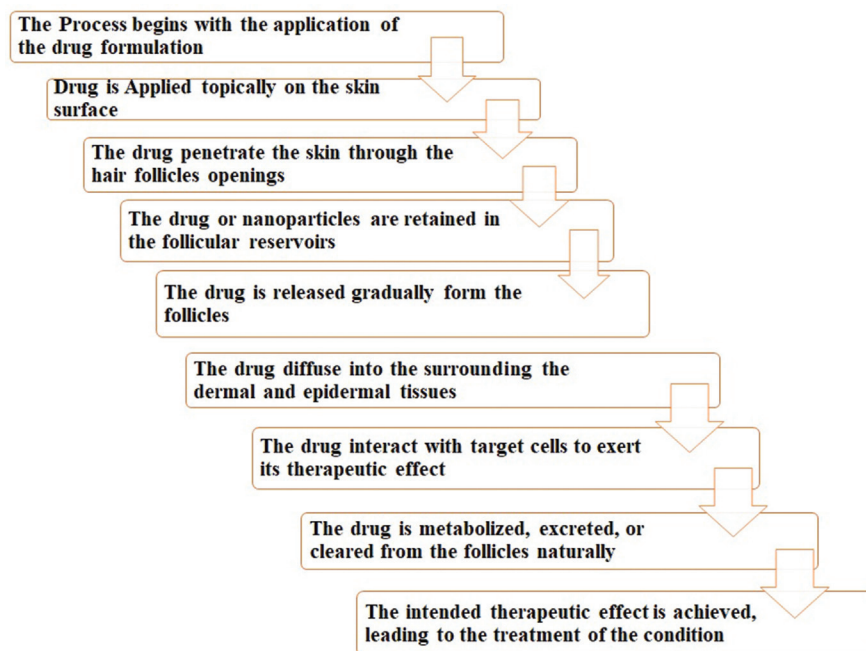 The Process begins with the application of
the drug formulation
Drug is Applied topically on the skin
surface
The drug penetrate the skin through the
hair follicles openings
The drug or nanoparticles are retained in
the follicular reservoirs
The drug is released gradually form the
follicles
The drug diffuse into the surrounding the
dermal and epidermal tissues
The drug interact with target cells to exert
its therapeutic effect
The drug is metabolized, excreted, or
cleared from the follicles naturally
The intended therapeutic effect is achieved,
leading to the treatment of the condition